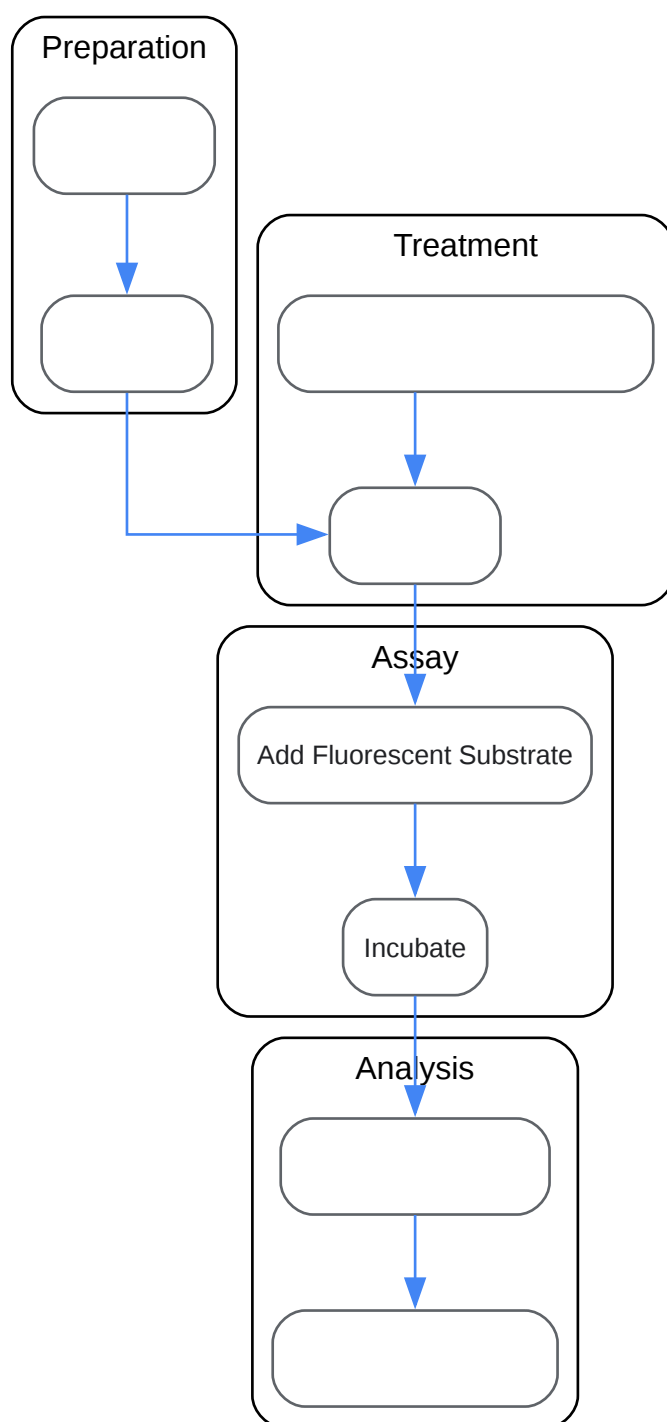 Preparation
Treatment
Assay
Add Fluorescent Substrate
Incubate
Analysis